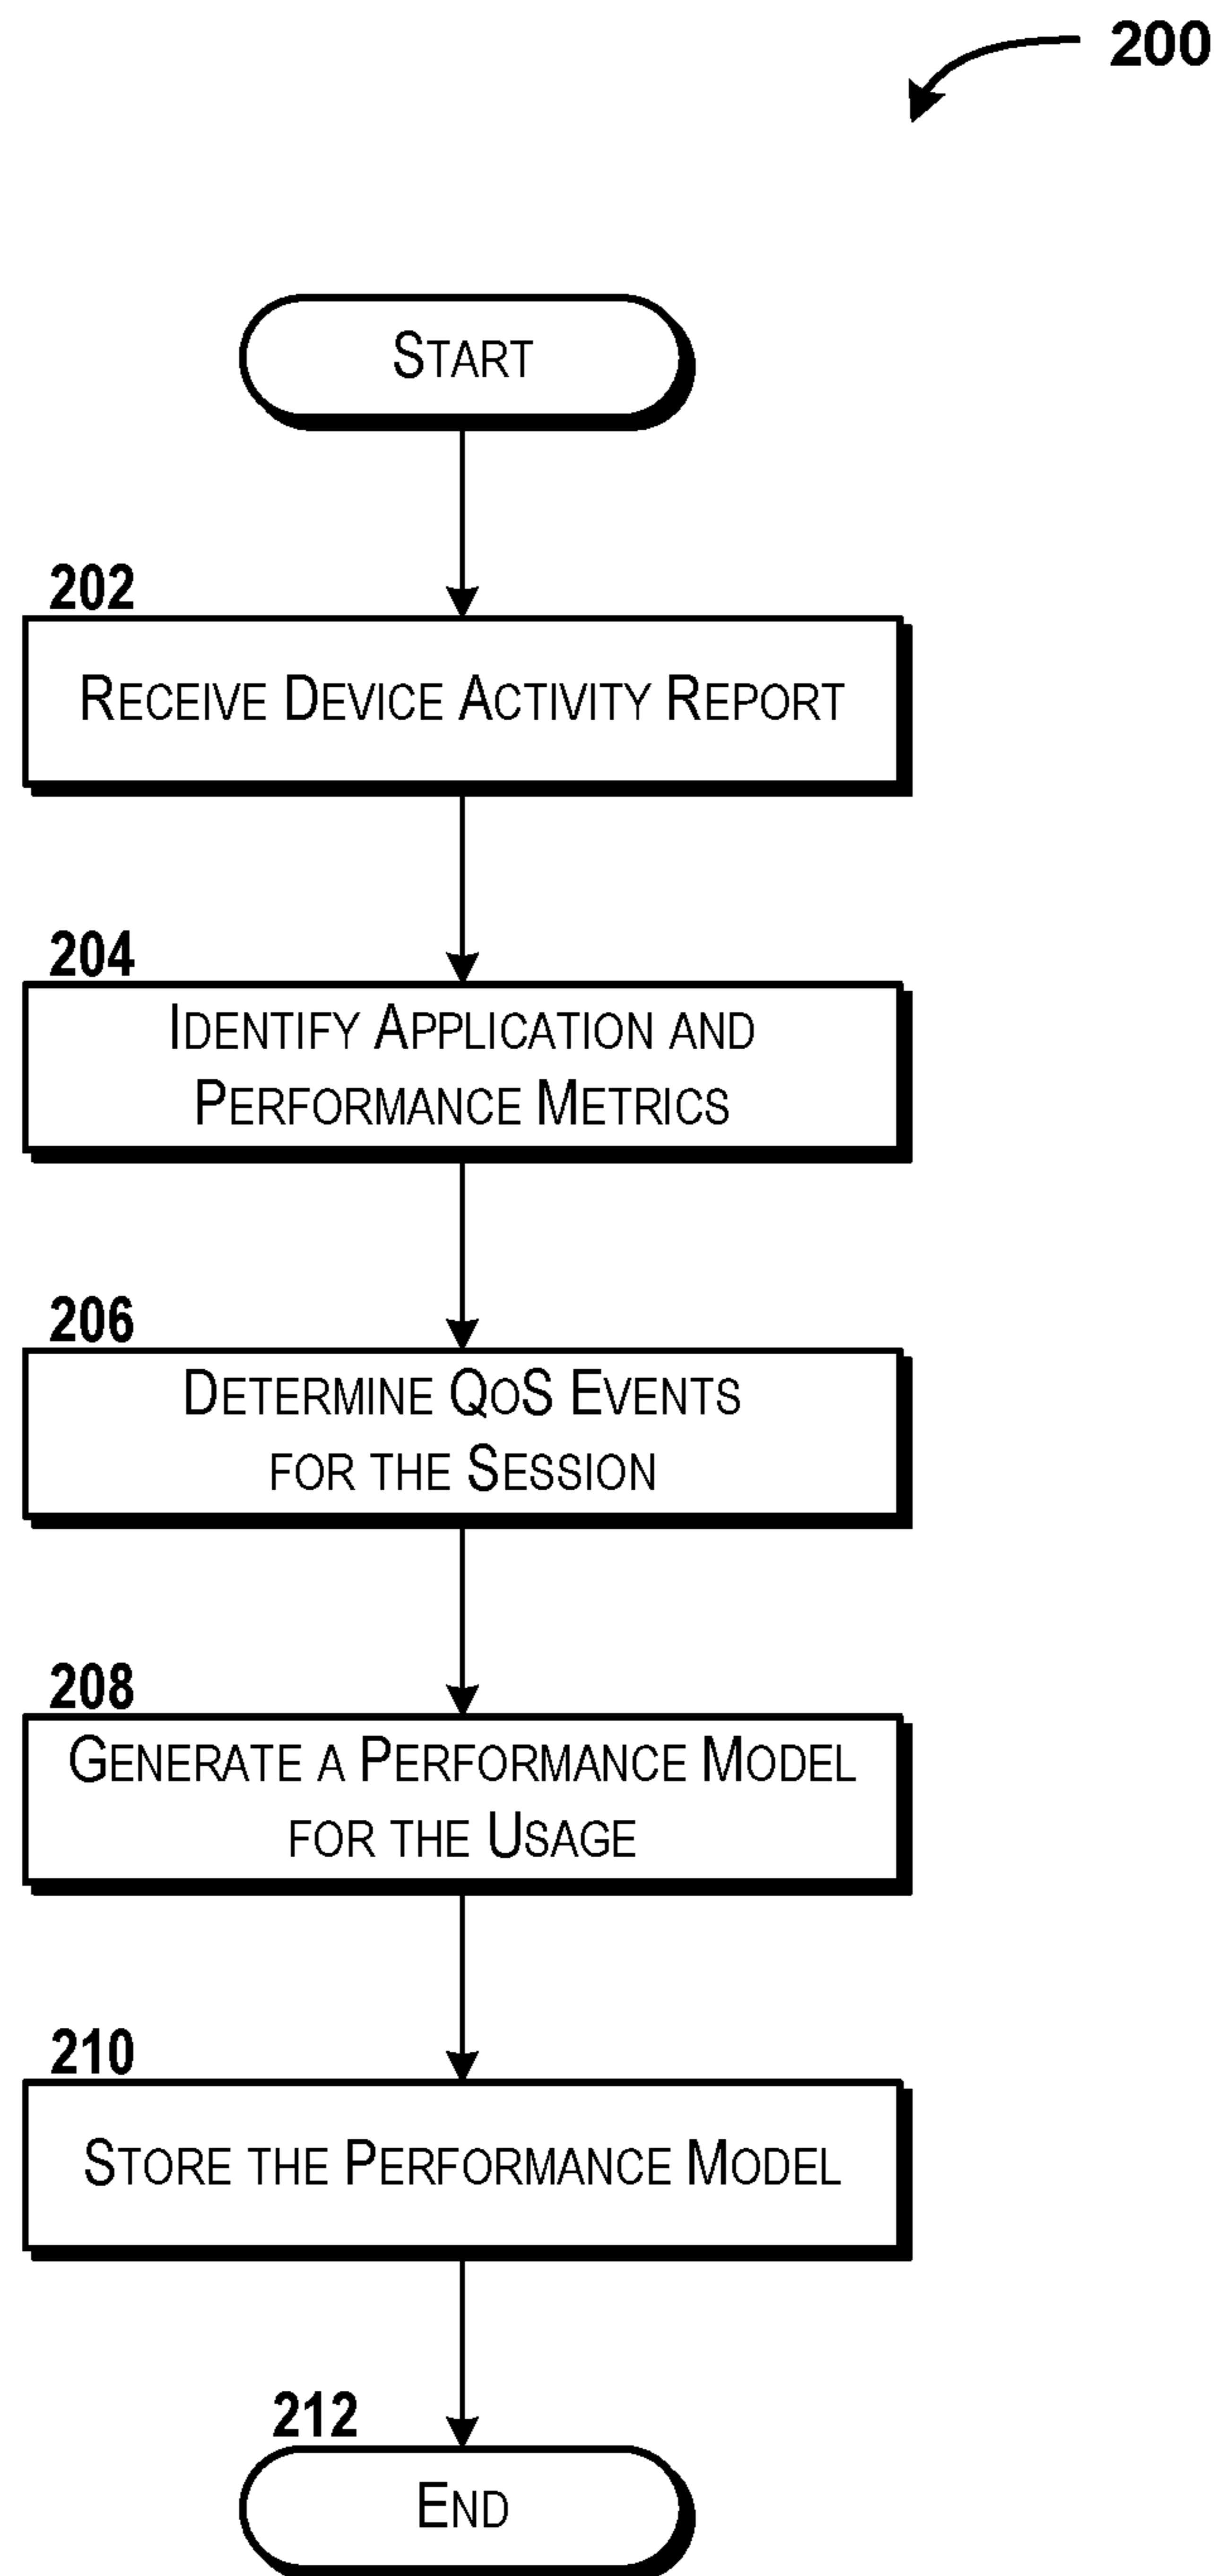 200
START
202
RECEIVE DEVICE ACTIVITY REPORT
204
IDENTIFY APPLICATION AND
PERFORMANCE METRICS
206
DETERMINE QOS EVENTS
FOR THE SESSION
208
GENERATE A PERFORMANCE MODEL
FOR THE USAGE
210
STORE THE PERFORMANCE MODEL
212
END